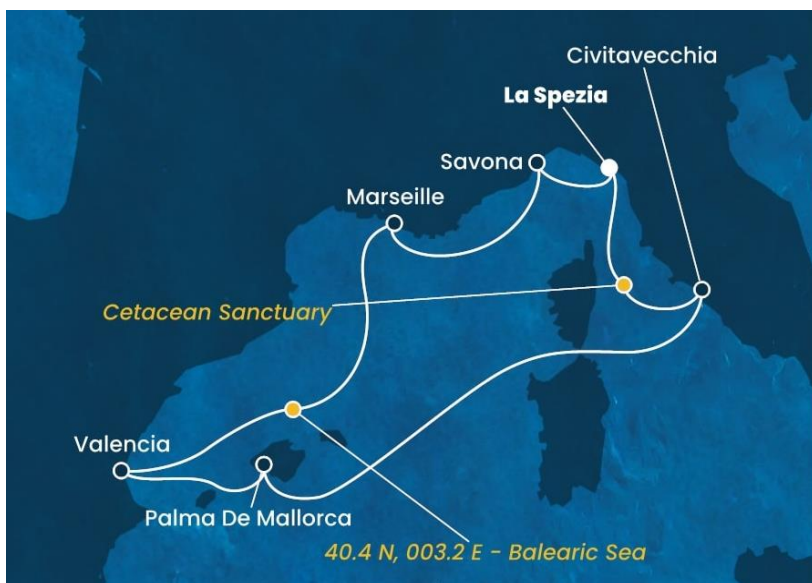 Civitavecchia
La Spezia
Savona
Marseille
Cetacean Sanctuary
Valencia
Palma De Mallorca
40.4 N, 003.2 E - Balearic Sea